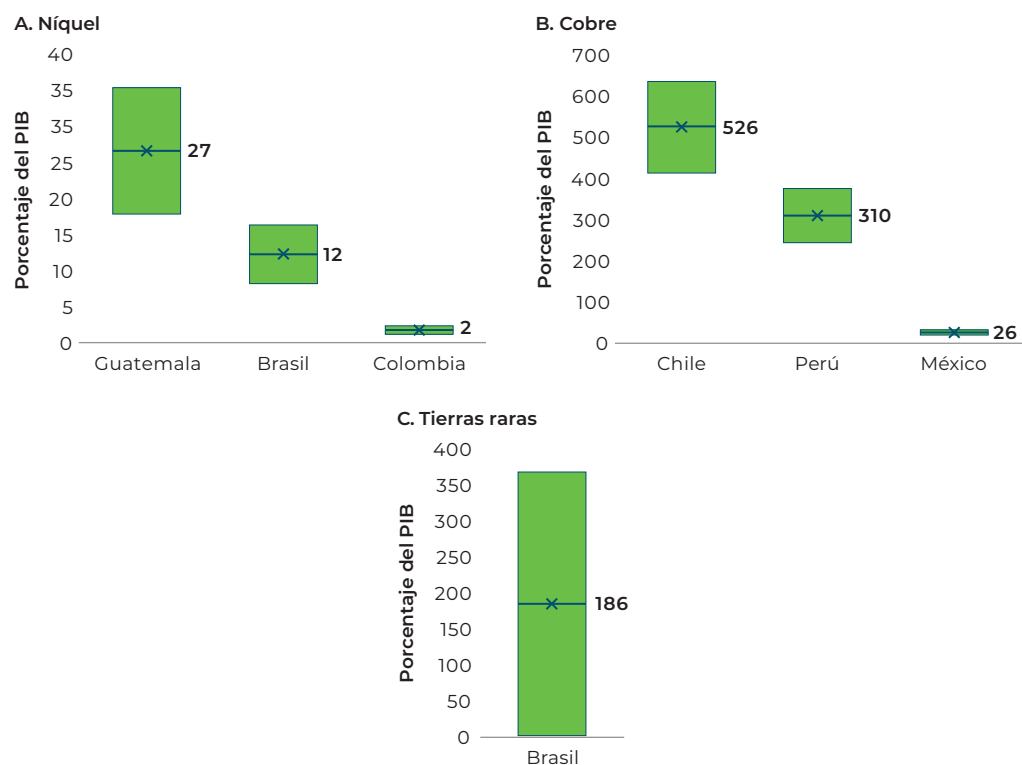 A. Níquel
Porcentaje del PIB
40
35
35
25
20
15
10
5
0
27
12
2
Guatemala
Brasil
Colombia
B. Cobre
Porcentaje del PIB
700
600
500
400
300
200
100
0
526
310
26
Chile
Perú
México
C. Tierras raras
Porcentaje del PIB
400
350
300
250
200
150
100
50
0
186
Brasil